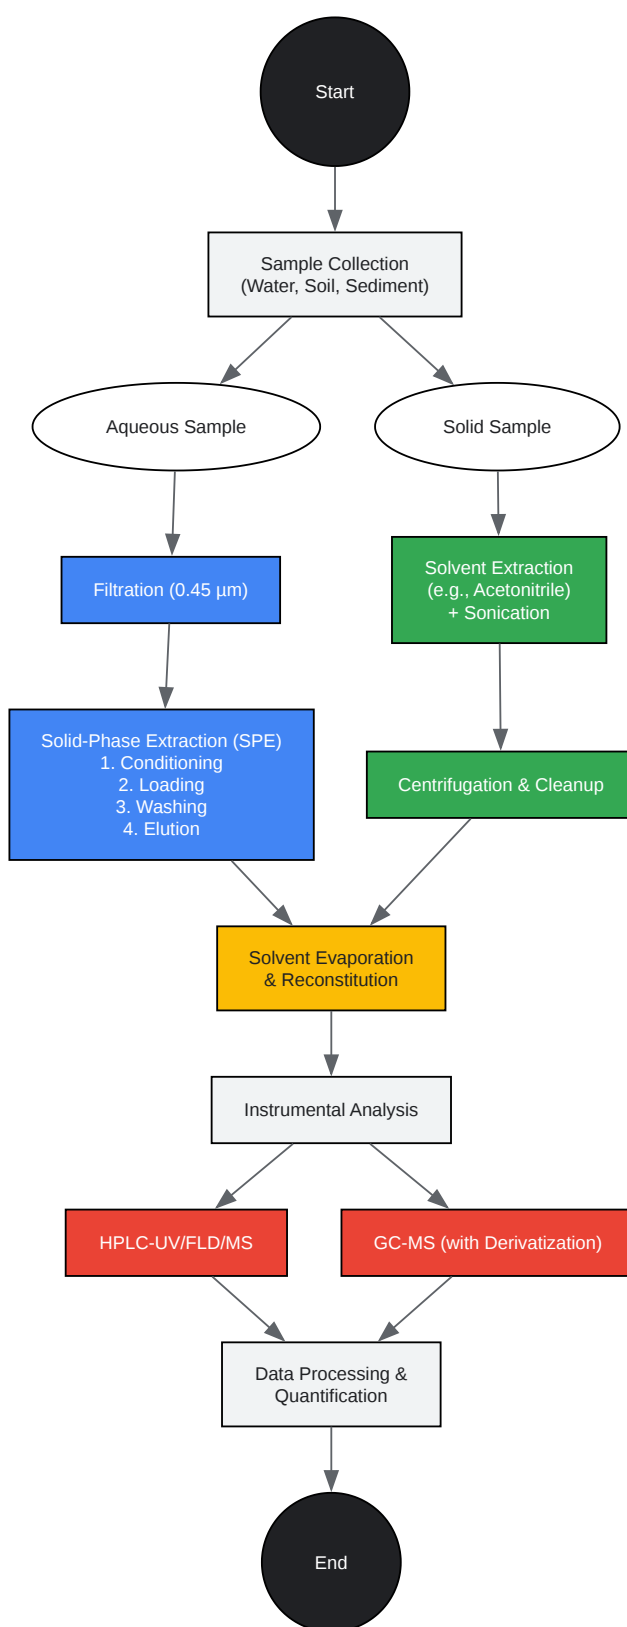 Start
Sample Collection
(Water, Soil, Sediment)
Aqueous Sample
Solid Sample
Filtration (0.45 µm)
Solvent Extraction
(e.g., Acetonitrile)
+ Sonication
Solid-Phase Extraction (SPE)
1. Conditioning
2. Loading
3. Washing
4. Elution
Centrifugation & Cleanup
Solvent Evaporation
& Reconstitution
Instrumental Analysis
HPLC-UV/FLD/MS
GC-MS (with Derivatization)
Data Processing &
Quantification
End